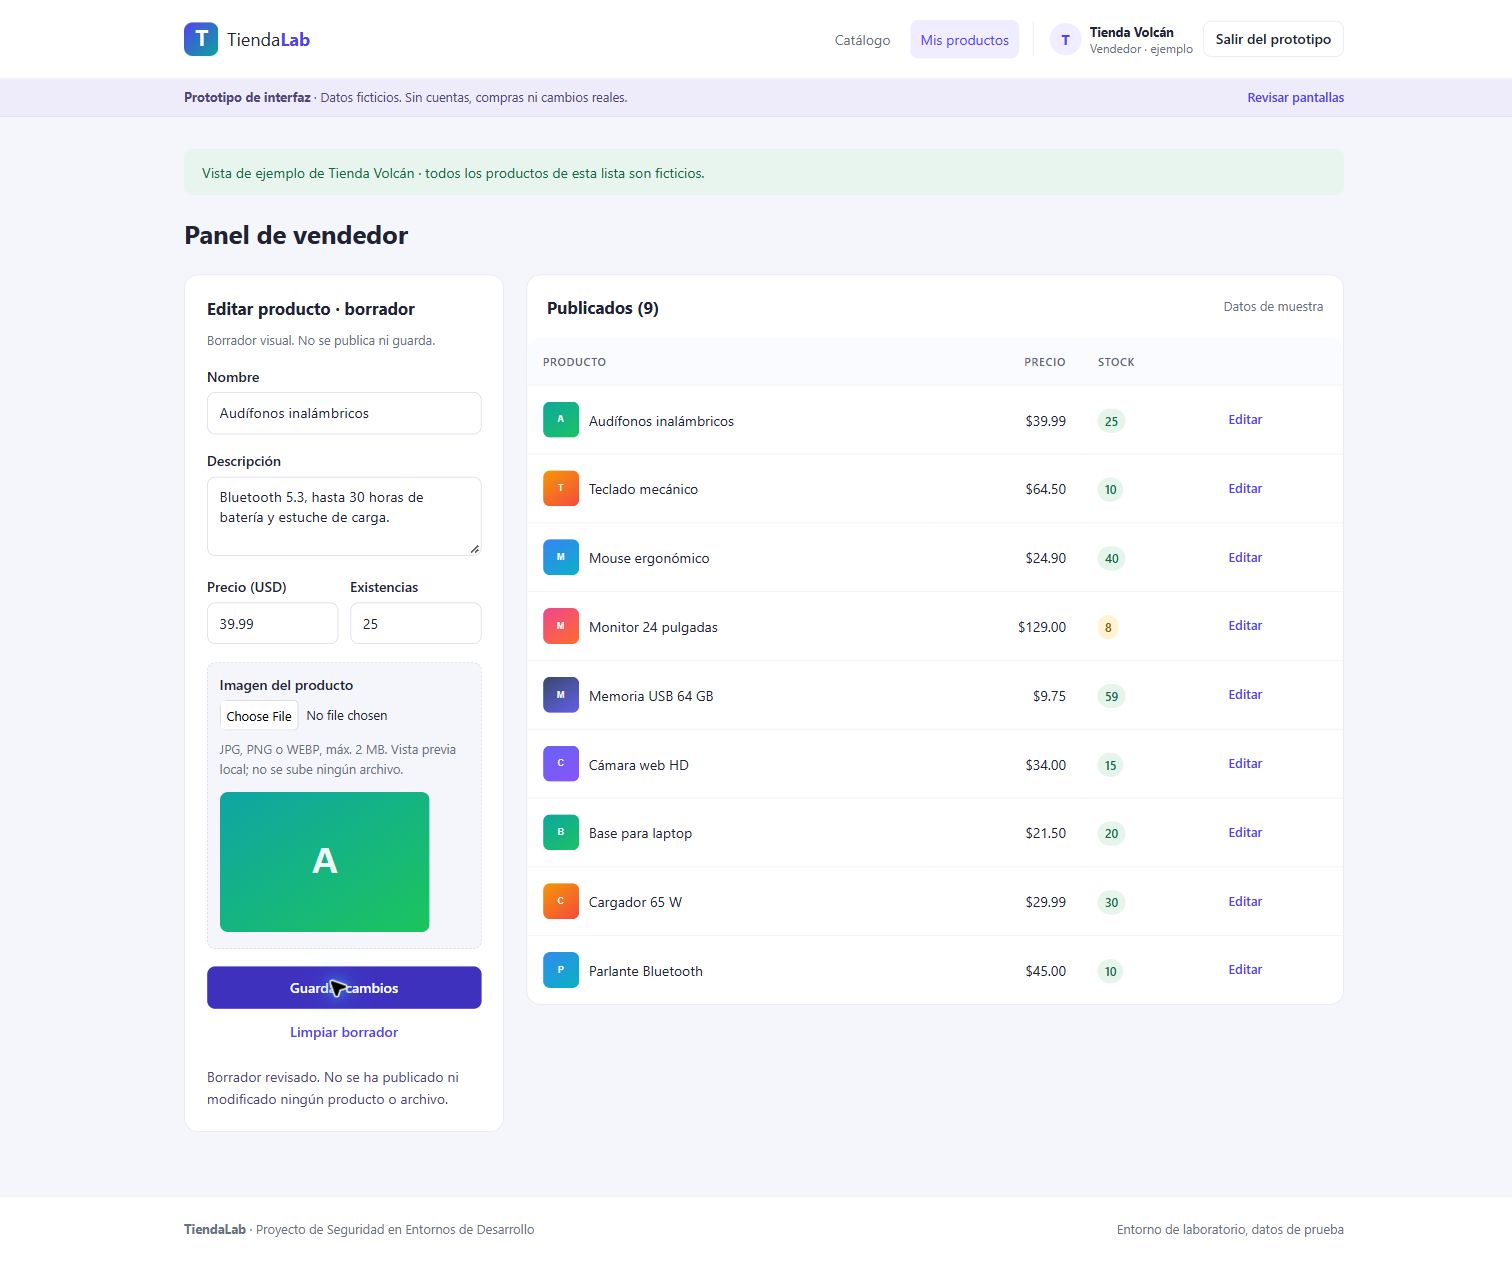 T TiendaLab
Catálogo
Mis productos
T
Tienda Volcán
Vendedor · ejemplo
Salir del prototipo
Prototipo de interfaz · Datos ficticios. Sin cuentas, compras ni cambios reales.
Revisar pantallas
Vista de ejemplo de Tienda Volcán · todos los productos de esta lista son ficticios.
Panel de vendedor
Editar producto · borrador
Borrador visual. No se publica ni guarda.
Nombre
Audífonos inalámbricos
Descripción
Bluetooth 5.3, hasta 30 horas de
batería y estuche de carga.
Precio (USD) Existencias
39.99 25
Imagen del producto
Choose File No file chosen
JPG, PNG o WEBP, máx. 2 MB. Vista previa
local; no se sube ningún archivo.
A
cambios
Limpiar borrador
Borrador revisado. No se ha publicado ni
modificado ningún producto o archivo.
Publicados (9)
Datos de muestra
PRODUCTO PRECIO STOCK
A Audífonos inalámbricos $39.99 25 Editar
T Teclado mecánico $64.50 10 Editar
M Mouse ergonómico $24.90 40 Editar
M Monitor 24 pulgadas $129.00 8 Editar
M Memoria USB 64 GB $9.75 59 Editar
C Cámara web HD $34.00 15 Editar
B Base para laptop $21.50 20 Editar
C Cargador 65 W $29.99 30 Editar
P Parlante Bluetooth $45.00 10 Editar
TiendaLab · Proyecto de Seguridad en Entornos de Desarrollo
Entorno de laboratorio, datos de prueba